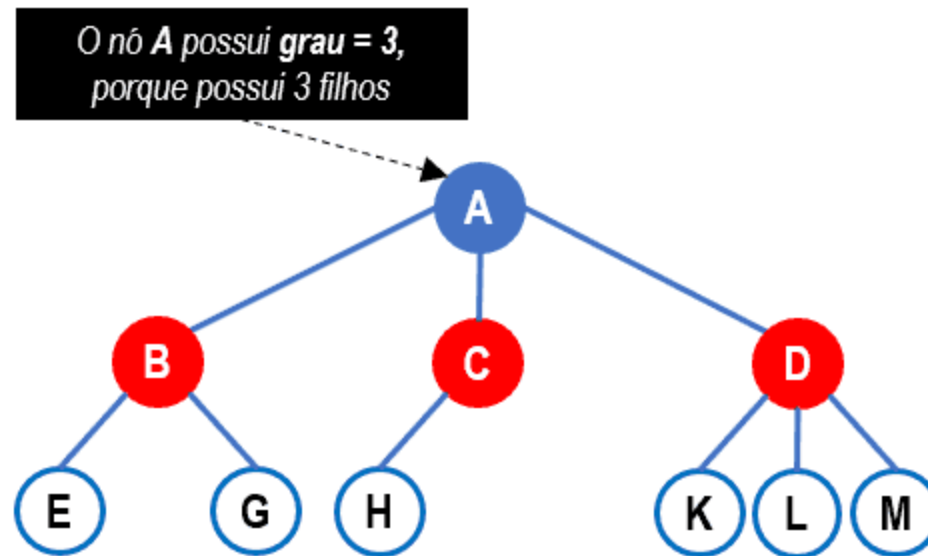 O nó A possui grau = 3,
porque possui 3 filhos
A
B
C
D
E
G
H
K
L
M